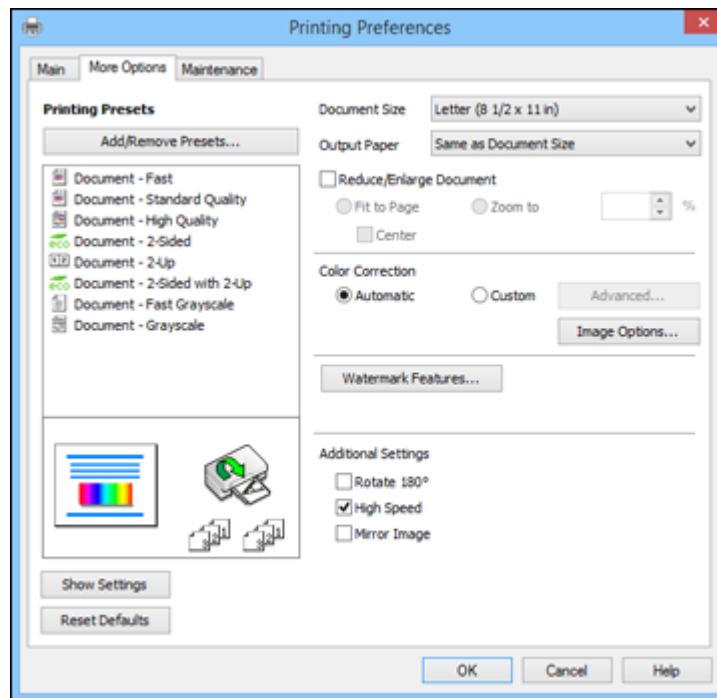 Printing Preferences
Main
More Options
Maintenance
Printing Presets
Add/Remove Presets...
Document - Fast
Document - Standard Quality
Document - High Quality
eco Document - 2-Sided
1 2 Document - 2-Up
eco Document - 2-Sided with 2-Up
Document - Fast Grayscale
Document - Grayscale
Show Settings
Reset Defaults
Document Size
Letter (8 1/2 x 11 in)
Output Paper
Same as Document Size
Reduce/Enlarge Document
Fit to Page
Zoom to
%
Center
Color Correction
Automatic
Custom
Advanced...
Image Options...
Watermark Features...
Additional Settings
Rotate 180°
High Speed
Mirror Image
OK
Cancel
Help